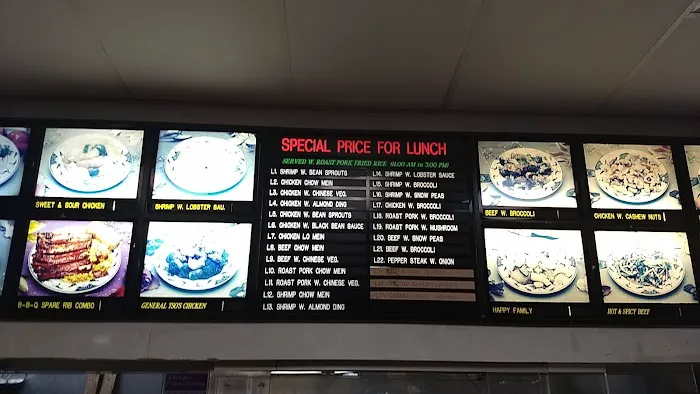 SPECIAL PRICE FOR LUNCH
SERVED W. ROAST PORK FRIED RICE 01:00 AM to 3:00 PM!
L1. SHRIMP W. BEAN SPROUTS
L2. CHICKEN CHOW MEIN
L3. CHICKEN W. CHINESE VEG.
L4. CHICKEN W. ALMOND DING
L5. CHICKEN W. BEAN SPROUTS
L6. CHICKEN W. BLACK BEAN SAUCE
L7. CHICKEN LO MEIN
L8. BEEF CHOW MEIN
L9. BEEF W. CHINESE VEG.
L10. ROAST PORK CHOW MEIN
L11. ROAST PORK W. CHINESE VEG.
L12. SHRIMP CHOW MEIN
L13. SHRIMP W. ALMOND DING
L14. SHRIMP W. LOBSTER SAUCE
L15. SHRIMP W. BROCCOLI
L16. SHRIMP W. SNOW PEAS
L17. CHICKEN W. BROCCOLI
L18. ROAST PORK W. BROCCOLI
L19. ROAST PORK W. MUSHROOM
L20. BEEF W. SNOW PEAS
L21. BEEF W. BROCCOLI
L22. PEPPER STEAK W. ONION
SWEET & SOUR CHICKEN
SHRIMP W. LOBSTER SAU.
BEEF W. BROCCOLI
CHICKEN W. CASHEW NUTS
B-B-Q SPARE RIB COMBO
GENERAL TSO'S CHICKEN
HAPPY FAMILY
HOT & SPICY BEEF